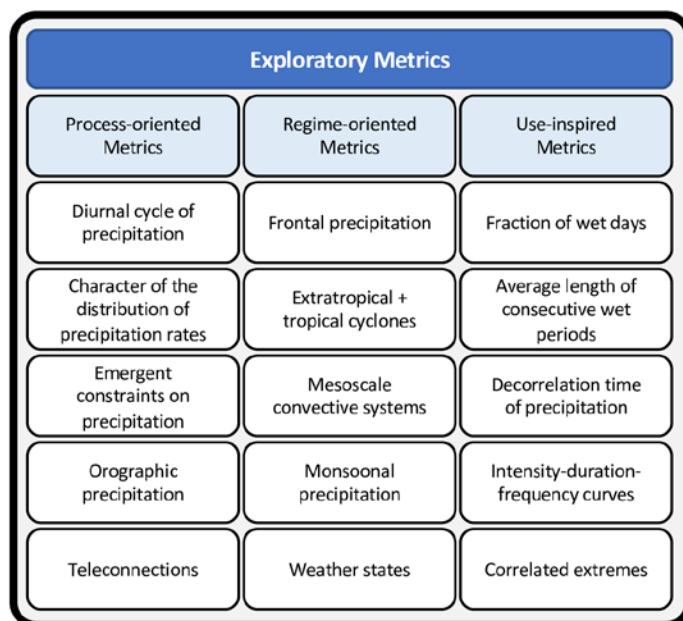 Exploratory Metrics
Process-oriented
Metrics
Regime-oriented
Metrics
Use-inspired
Metrics
Diurnal cycle of
precipitation
Frontal precipitation
Fraction of wet days
Character of the
distribution of
precipitation rates
Extratropical +
tropical cyclones
Average length of
consecutive wet
periods
Emergent
constraints on
precipitation
Mesoscale
convective systems
Decorrelation time
of precipitation
Orographic
precipitation
Monsoonal
precipitation
Intensity-duration-
frequency curves
Teleconnections
Weather states
Correlated extremes